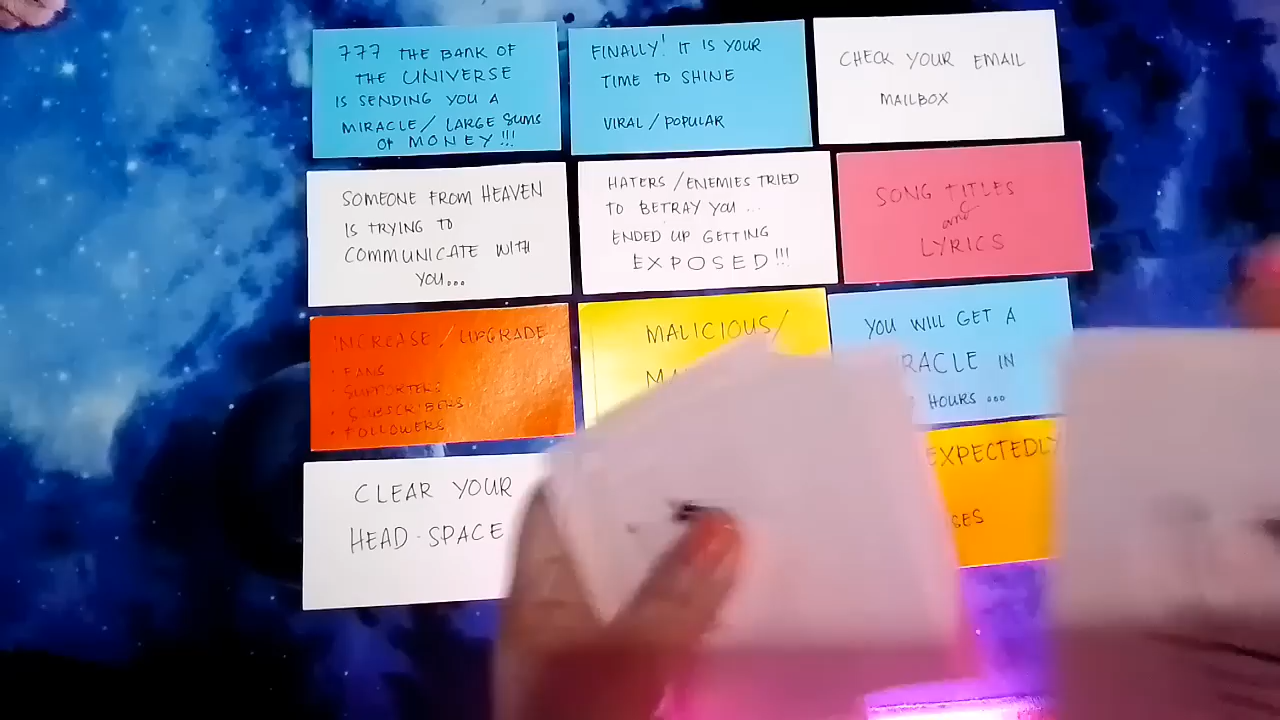 777 THE BANK OF
THE UNIVERSE
IS SENDING YOU A
MIRACLE/ LARGE SUMS
OF MONEY!!!
FINALLY! IT IS YOUR
TIME TO SHINE
VIRAL / POPULAR
CHECK YOUR EMAIL
MAILBOX
SOMEONE FROM HEAVEN
IS TRYING TO
COMMUNICATE WITH
YOU...
HATERS / ENEMIES TRIED
TO BETRAY YOU ...
ENDED UP GETTING
EXPOSED!!!
SONG TITLES
and
LYRICS
INCREASE / UPGRADE
• FANS
• SUPPORTERS
• SUBSCRIBERS
• FOLLOWERS
MALICIOUS/
YOU WILL GET A
IN
HOURS ...
CLEAR YOUR
HEAD-SPACE